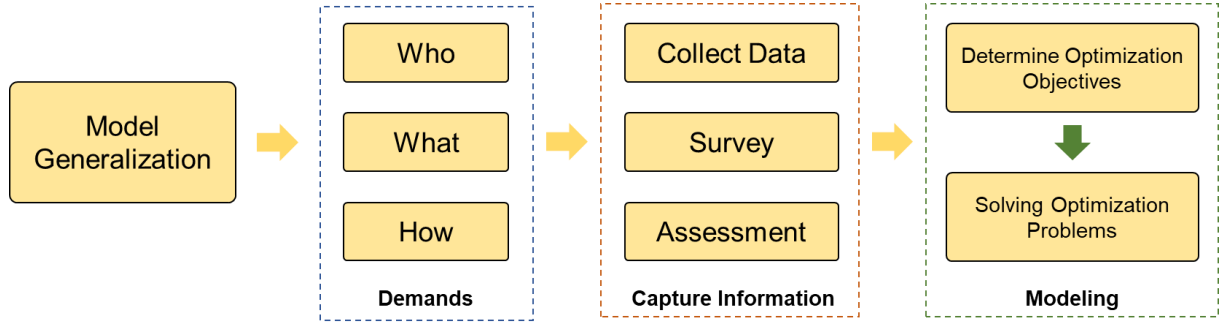 Model
Generalization
Who
What
How
Demands
Collect Data
Survey
Assessment
Capture Information
Determine Optimization
Objectives
Solving Optimization
Problems
Modeling